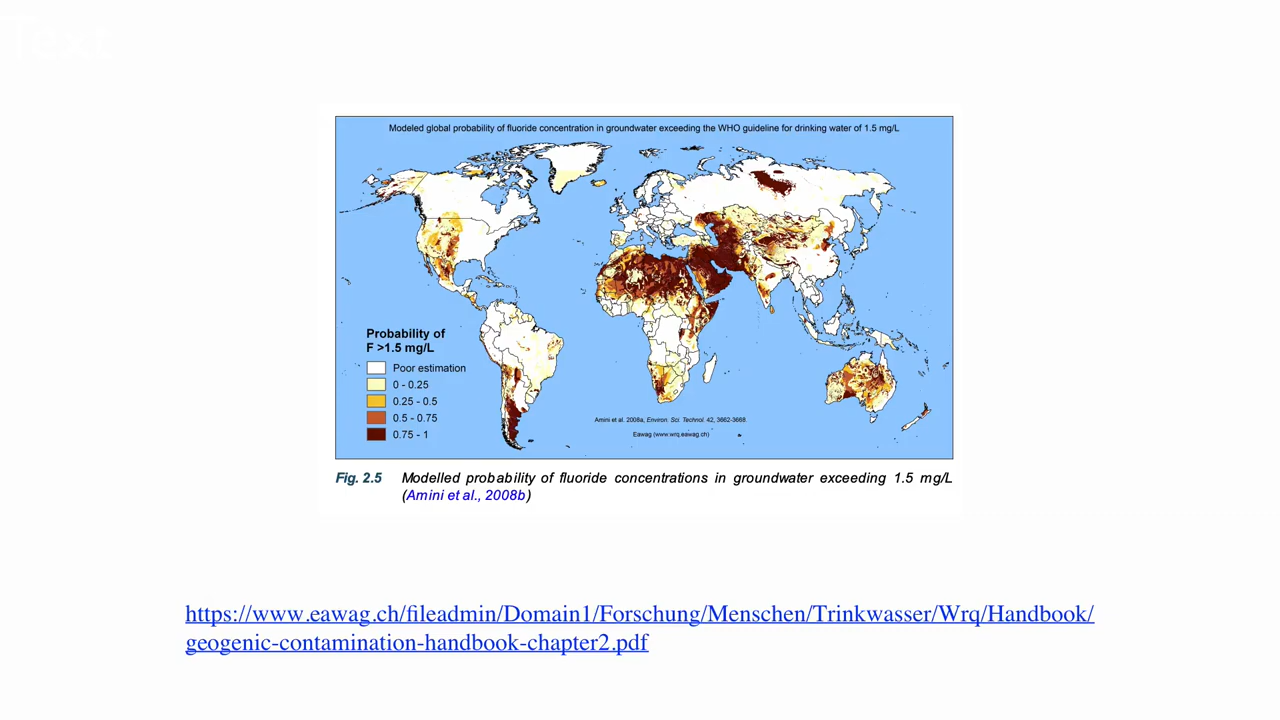 Text
Modeled global probability of fluoride concentration in groundwater exceeding the WHO guideline for drinking water of 1.5 mg/L
Probability of
F >1.5 mg/L
Poor estimation
0 - 0.25
0.25 - 0.5
0.5 - 0.75
0.75 - 1
Amini et al. 2008a, Environ. Sci. Technol. 42, 3662-3668.
Eawag (www.wrq.eawag.ch)
Fig. 2.5 Modelled probability of fluoride concentrations in groundwater exceeding 1.5 mg/L
(Amini et al., 2008b)
https://www.eawag.ch/fileadmin/Domain1/Forschung/Menschen/Trinkwasser/Wrq/Handbook/
geogenic-contamination-handbook-chapter2.pdf